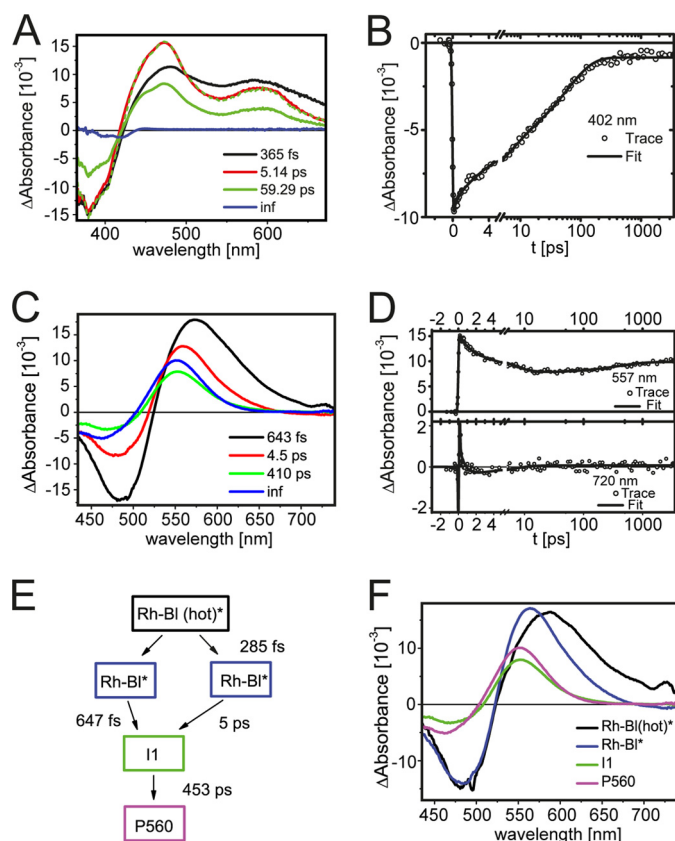 A
ΔAbsorbance [10⁻³]
15
10
5
0
-5
-10
-15
400 500 600
wavelength [nm]
365 fs
5.14 ps
59.29 ps
inf
B
ΔAbsorbance [10⁻³]
0
-5
-10
402 nm
Trace
Fit
0 4 10 100 1000
t [ps]
C
ΔAbsorbance [10⁻³]
15
10
5
0
-5
-10
-15
450 500 550 600 650 700
wavelength [nm]
643 fs
4.5 ps
410 ps
inf
D
-2 0 2 4 10 100 1000
ΔAbsorbance [10⁻³]
15
10
5
0
557 nm
Trace
Fit
2
0
-2
720 nm
Trace
Fit
-2 0 2 4 10 100 1000
t [ps]
E
Rh-Bl (hot)*
285 fs
Rh-Bl* Rh-Bl*
647 fs 5 ps
I1
453 ps
P560
F
ΔAbsorbance [10⁻³]
10
0
-10
450 500 550 600 650 700
wavelength [nm]
Rh-Bl(hot)*
Rh-Bl*
I1
P560